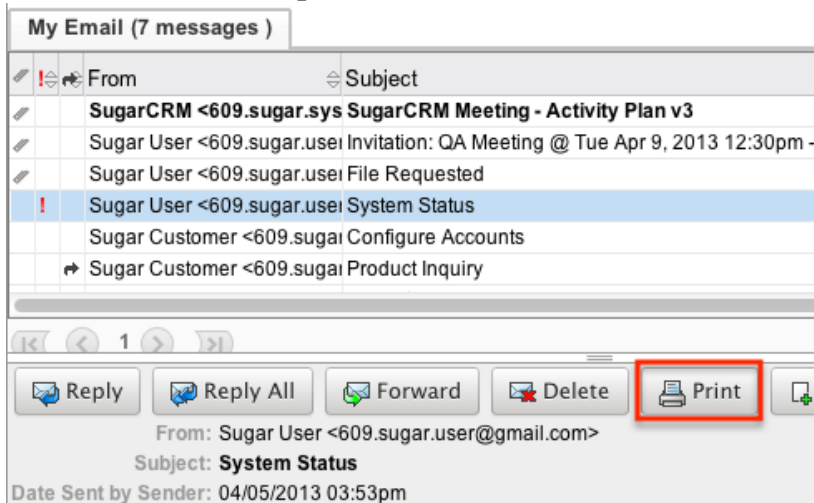 My Email (7 messages )
! From Subject
SugarCRM <609.sugar.sys SugarCRM Meeting - Activity Plan v3
Sugar User <609.sugar.user Invitation: QA Meeting @ Tue Apr 9, 2013 12:30pm -
Sugar User <609.sugar.user File Requested
! Sugar User <609.sugar.user System Status
Sugar Customer <609.sugar Configure Accounts
Sugar Customer <609.sugar Product Inquiry
1
Reply Reply All Forward Delete Print
From: Sugar User <609.sugar.user@gmail.com>
Subject: System Status
Date Sent by Sender: 04/05/2013 03:53pm